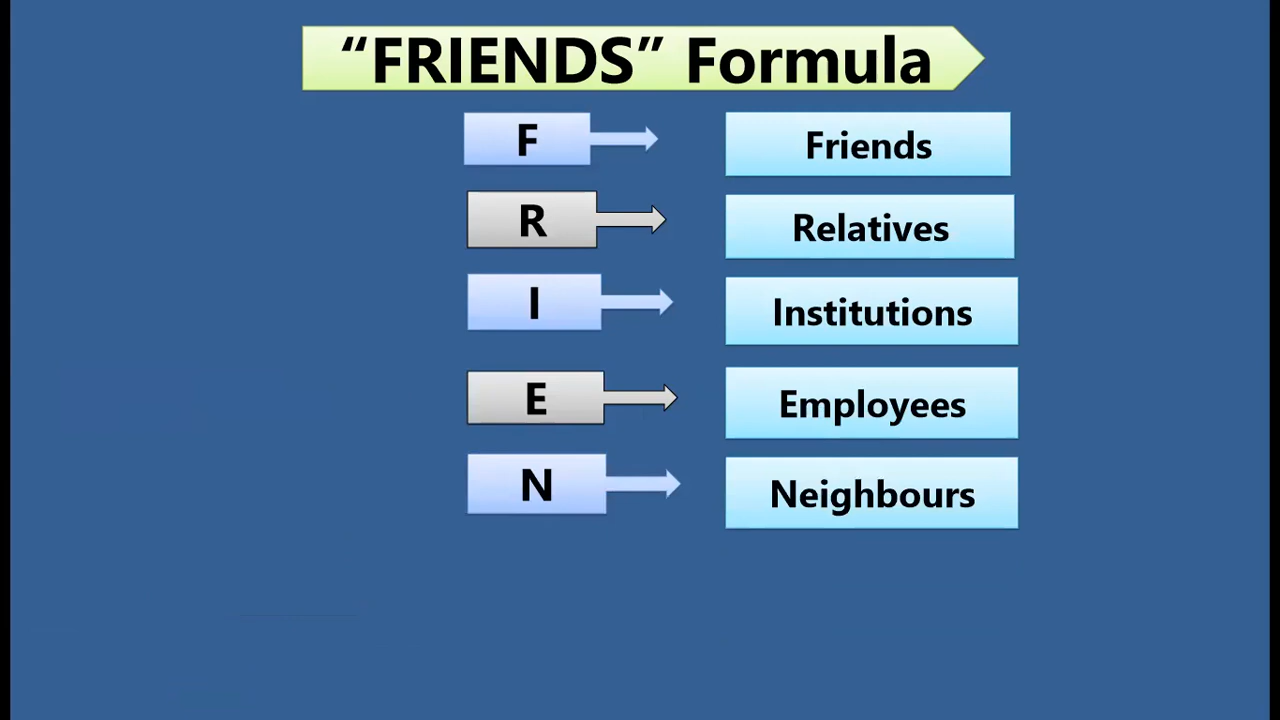 “FRIENDS” Formula
F Friends
R Relatives
I Institutions
E Employees
N Neighbours